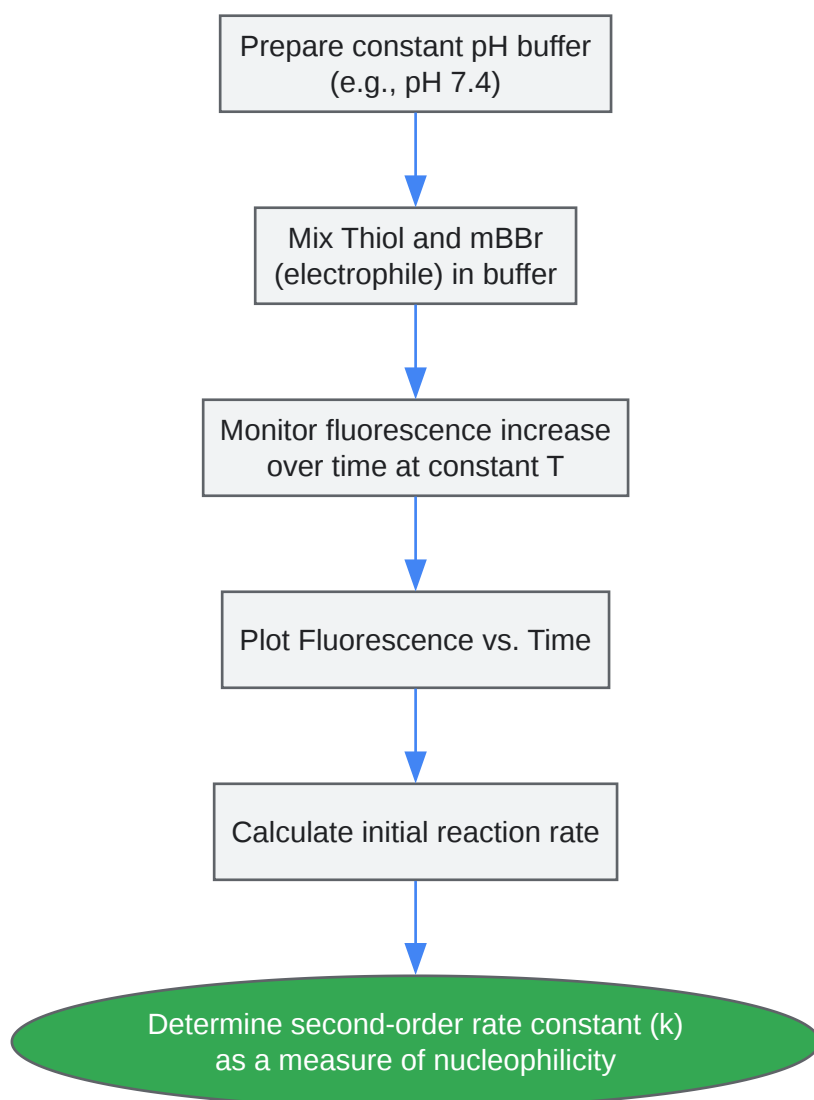 Prepare constant pH buffer
(e.g., pH 7.4)
Mix Thiol and mBBr
(electrophile) in buffer
Monitor fluorescence increase
over time at constant T
Plot Fluorescence vs. Time
Calculate initial reaction rate
Determine second-order rate constant (k)
as a measure of nucleophilicity